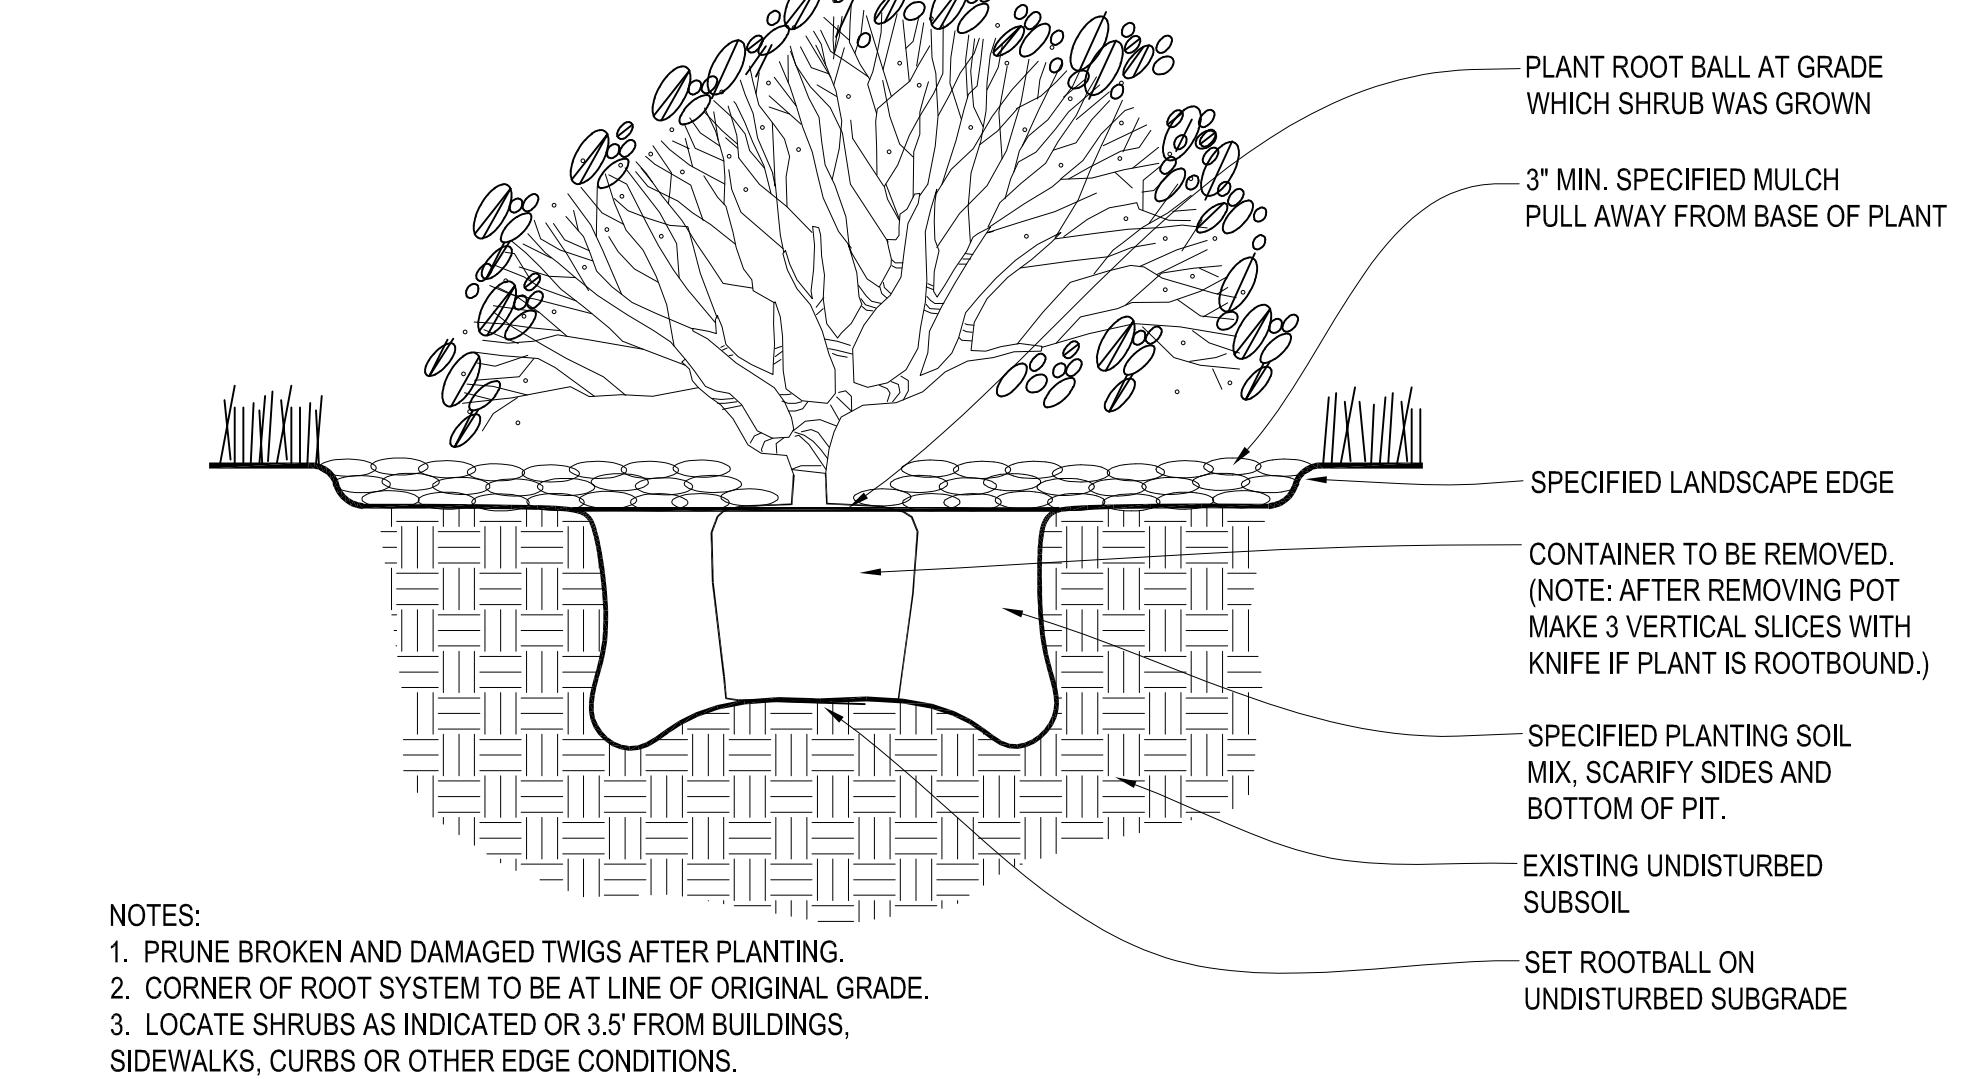 PLANT ROOT BALL AT GRADE
WHICH SHRUB WAS GROWN
3" MIN. SPECIFIED MULCH
PULL AWAY FROM BASE OF PLANT
SPECIFIED LANDSCAPE EDGE
CONTAINER TO BE REMOVED.
(NOTE: AFTER REMOVING POT
MAKE 3 VERTICAL SLICES WITH
KNIFE IF PLANT IS ROOTBOUND.)
SPECIFIED PLANTING SOIL
MIX, SCARIFY SIDES AND
BOTTOM OF PIT.
EXISTING UNDISTURBED
SUBSOIL
SET ROOTBALL ON
UNDISTURBED SUBGRADE
NOTES:
1. PRUNE BROKEN AND DAMAGED TWIGS AFTER PLANTING.
2. CORNER OF ROOT SYSTEM TO BE AT LINE OF ORIGINAL GRADE.
3. LOCATE SHRUBS AS INDICATED OR 3.5' FROM BUILDINGS,
SIDEWALKS, CURBS OR OTHER EDGE CONDITIONS.